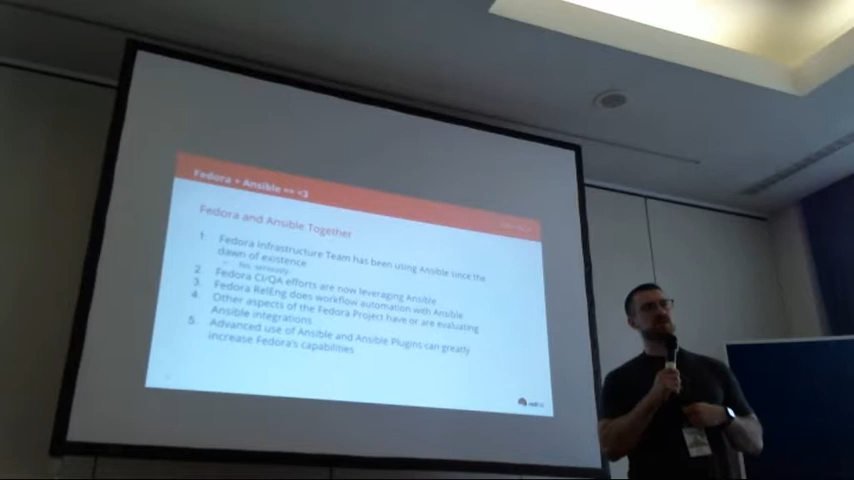 Fedora + Ansible == <3
Fedora and Ansible Together
1. Fedora Infrastructure Team has been using Ansible since the
dawn of existence
○ No, seriously
2. Fedora CI/QA efforts are now leveraging Ansible
3. Fedora RelEng does workflow automation with Ansible
4. Other aspects of the Fedora Project have or are evaluating
Ansible integrations
5. Advanced use of Ansible and Ansible Plugins can greatly
increase Fedora's capabilities